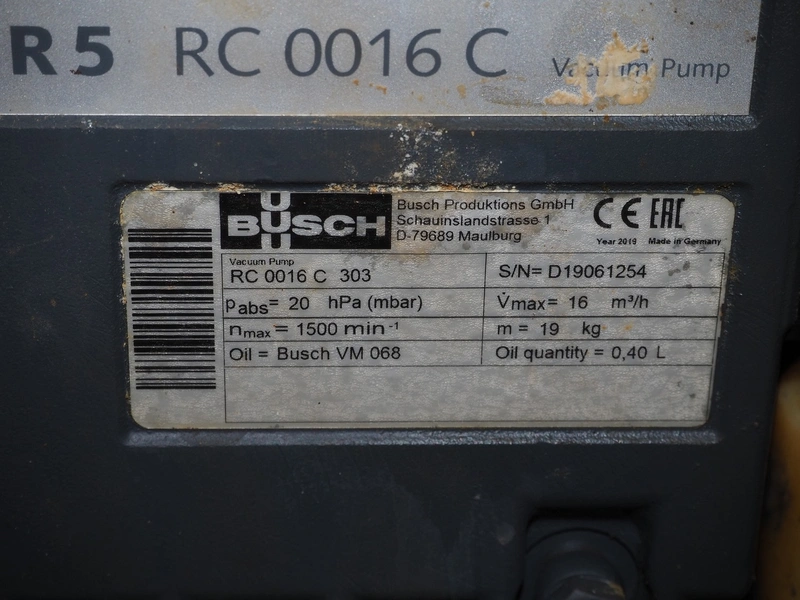 R 5 RC 0016 C Vacuum Pump
BUSCH
Busch Produktions GmbH
Schauinslandstrasse 1
D-79689 Maulburg
CE EAC
Year 2019 Made in Germany
Vacuum Pump
RC 0016 C 303
S/N= D19061254
pabs= 20 hPa (mbar)
V̇max= 16 m³/h
nmax = 1500 min⁻¹
m = 19 kg
Oil = Busch VM 068
Oil quantity = 0,40 L